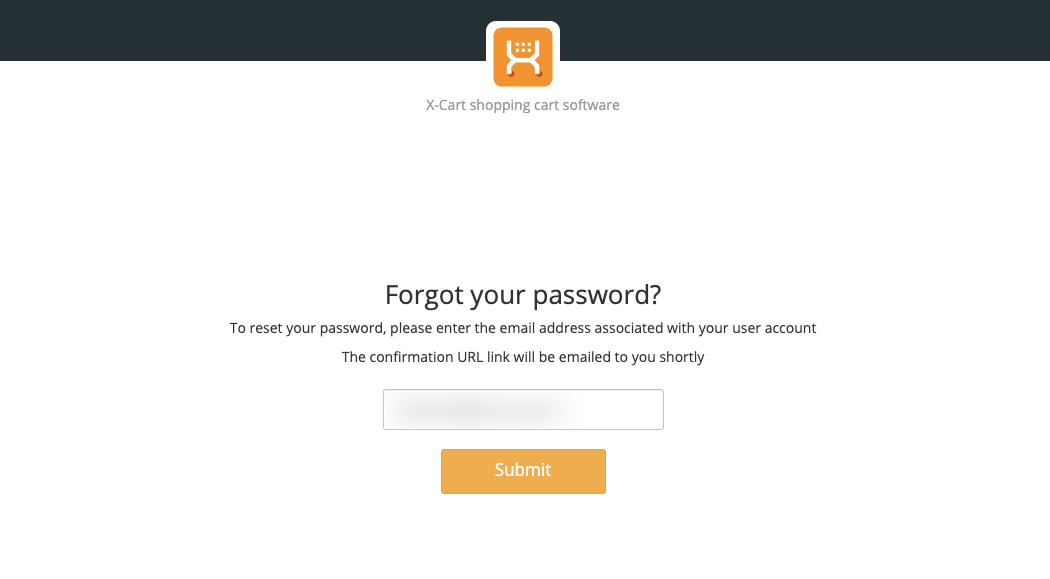 X-Cart shopping cart software
Forgot your password?
To reset your password, please enter the email address associated with your user account
The confirmation URL link will be emailed to you shortly
Submit